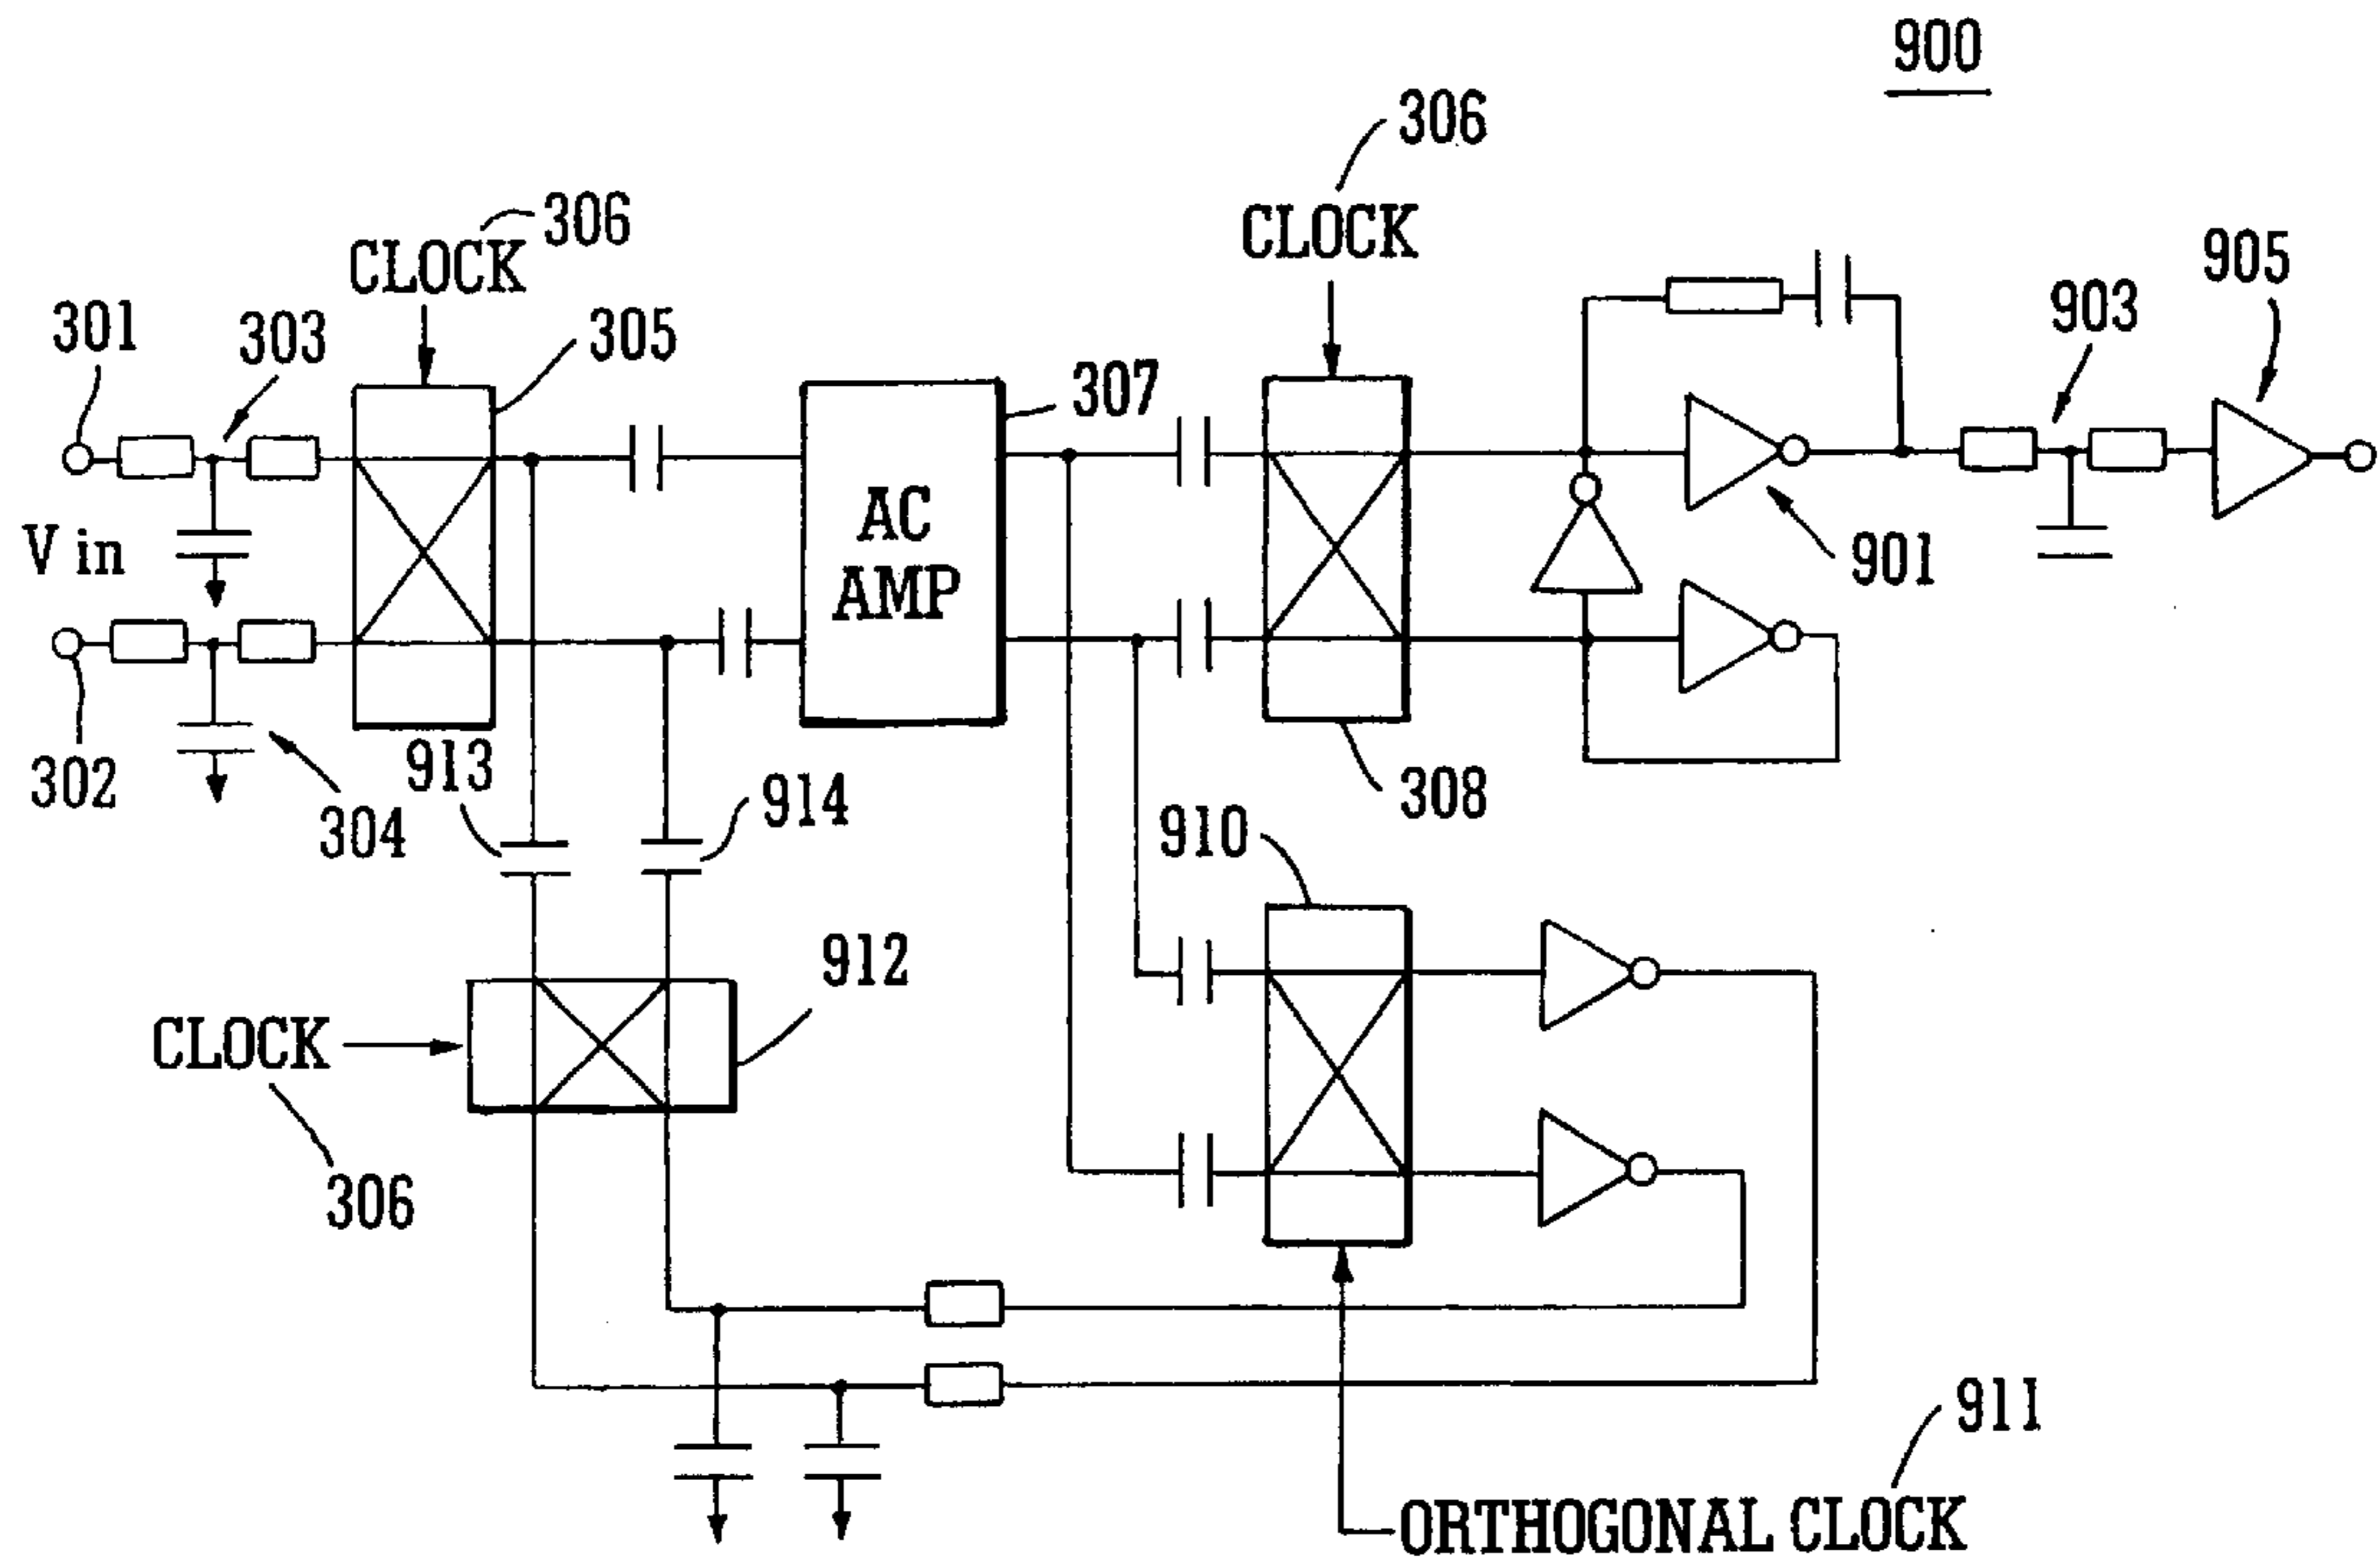 900
306
306
CLOCK
CLOCK
905
903
301
303
305
307
AC
AMP
V in
901
302
913
914
308
304
910
912
CLOCK
306
911
ORTHOGONAL CLOCK